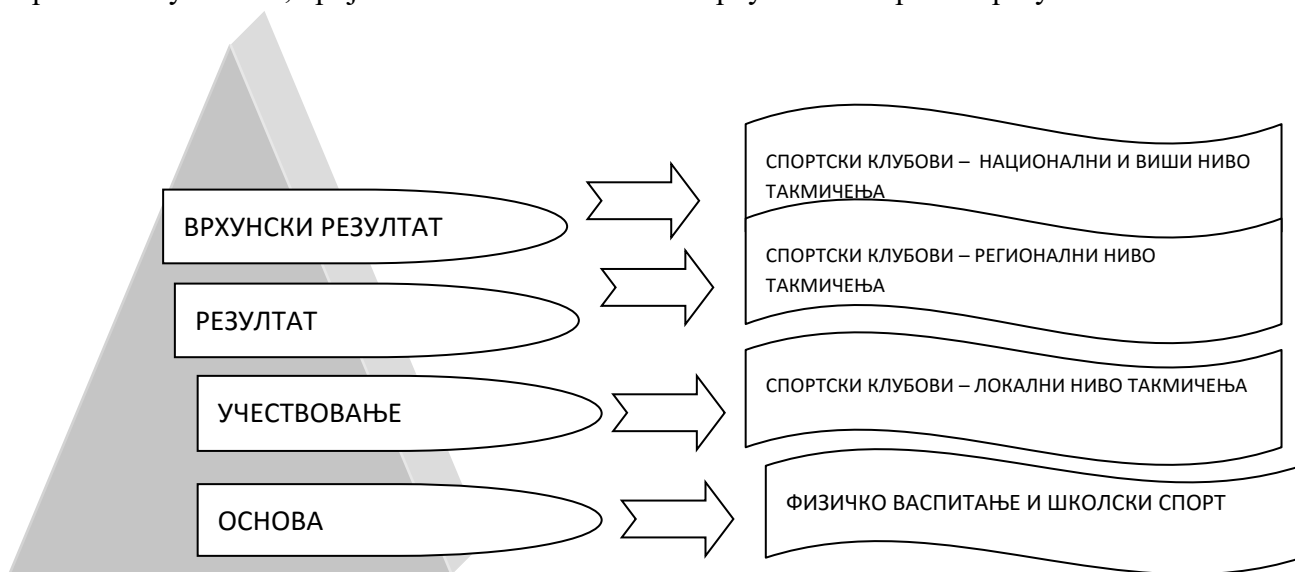 ВРХУНСКИ РЕЗУЛТАТ
СПОРТСКИ КЛУБОВИ – НАЦИОНАЛНИ И ВИШИ НИВО
ТАКМИЧЕЊА
РЕЗУЛТАТ
СПОРТСКИ КЛУБОВИ – РЕГИОНАЛНИ НИВО
ТАКМИЧЕЊА
УЧЕСТВОВАЊЕ
СПОРТСКИ КЛУБОВИ – ЛОКАЛНИ НИВО ТАКМИЧЕЊА
ОСНОВА
ФИЗИЧКО ВАСПИТАЊЕ И ШКОЛСКИ СПОРТ